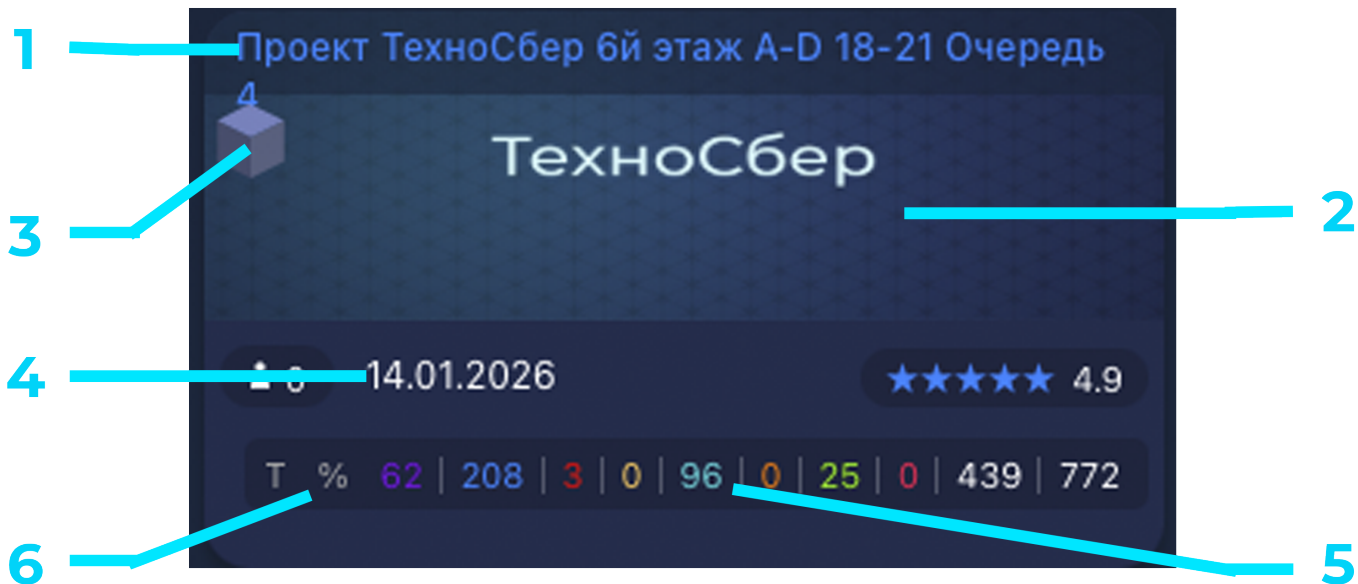 1
Проект ТехноСбер 6й этаж A-D 18-21 Очередь
4
ТехноСбер
3
2
4
0 14.01.2026 ★★★★★ 4.9
T % 62 | 208 | 3 | 0 | 96 | 0 | 25 | 0 | 439 | 772
6
5